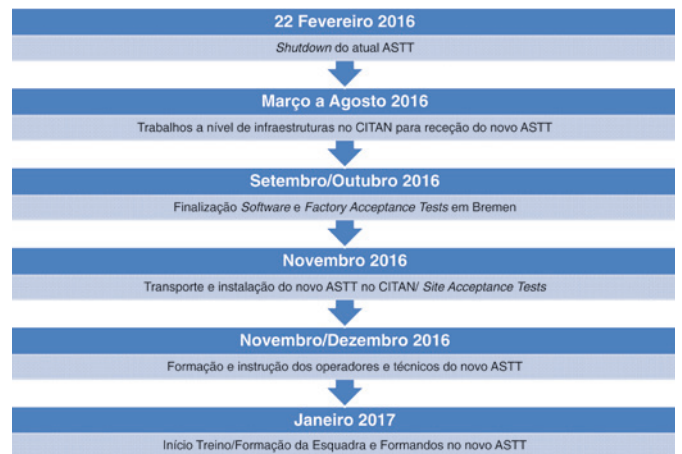 22 Fevereiro 2016
Shutdown do atual ASTT
Março a Agosto 2016
Trabalhos a nível de infraestruturas no CITAN para receção do novo ASTT
Setembro/Outubro 2016
Finalização Software e Factory Acceptance Tests em Bremen
Novembro 2016
Transporte e instalação do novo ASTT no CITAN/ Site Acceptance Tests
Novembro/Dezembro 2016
Formação e instrução dos operadores e técnicos do novo ASTT
Janeiro 2017
Início Treino/Formação da Esquadra e Formandos no novo ASTT